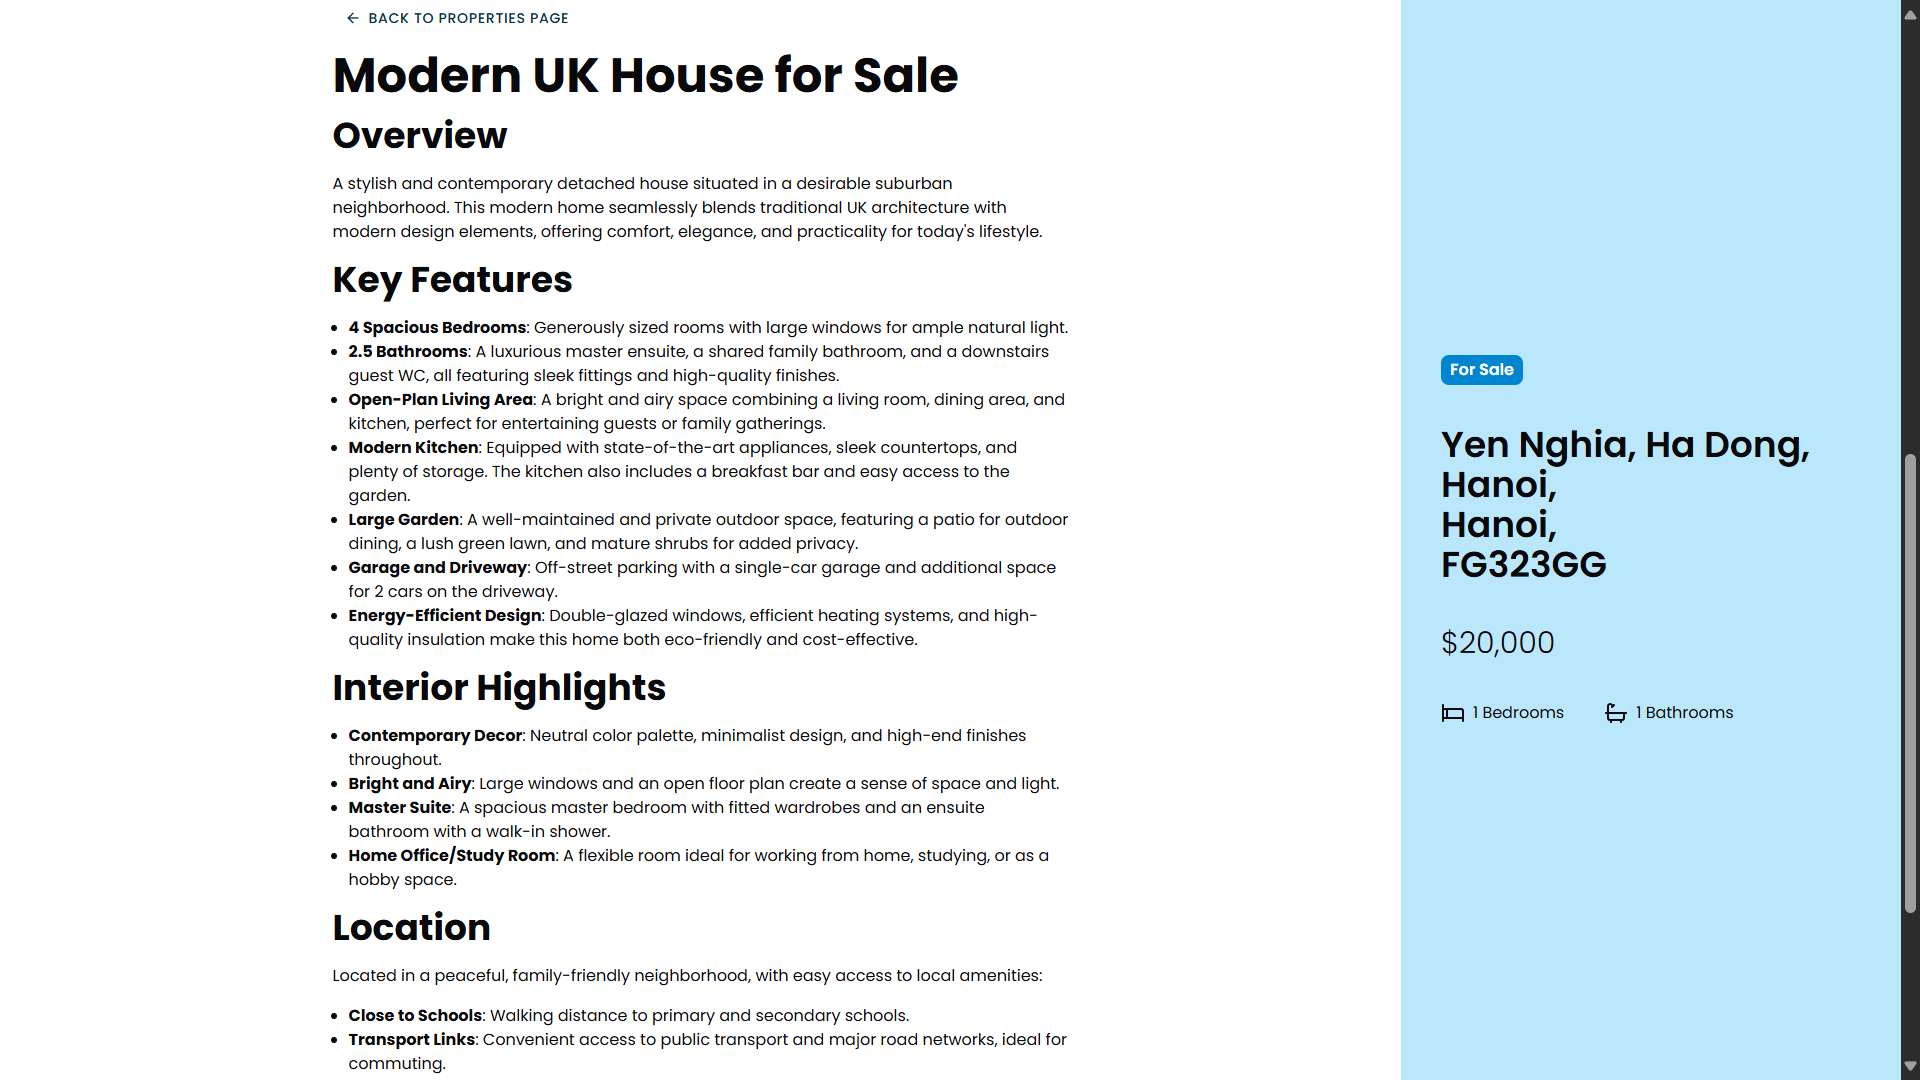 BACK TO PROPERTIES PAGE
Modern UK House for Sale
Overview
A stylish and contemporary detached house situated in a desirable suburban
neighborhood. This modern home seamlessly blends traditional UK architecture with
modern design elements, offering comfort, elegance, and practicality for today's lifestyle.
Key Features
4 Spacious Bedrooms: Generously sized rooms with large windows for ample natural light.
2.5 Bathrooms: A luxurious master ensuite, a shared family bathroom, and a downstairs
guest WC, all featuring sleek fittings and high-quality finishes.
Open-Plan Living Area: A bright and airy space combining a living room, dining area, and
kitchen, perfect for entertaining guests or family gatherings.
Modern Kitchen: Equipped with state-of-the-art appliances, sleek countertops, and
plenty of storage. The kitchen also includes a breakfast bar and easy access to the
garden.
Large Garden: A well-maintained and private outdoor space, featuring a patio for outdoor
dining, a lush green lawn, and mature shrubs for added privacy.
Garage and Driveway: Off-street parking with a single-car garage and additional space
for 2 cars on the driveway.
Energy-Efficient Design: Double-glazed windows, efficient heating systems, and high-
quality insulation make this home both eco-friendly and cost-effective.
Interior Highlights
Contemporary Decor: Neutral color palette, minimalist design, and high-end finishes
throughout.
Bright and Airy: Large windows and an open floor plan create a sense of space and light.
Master Suite: A spacious master bedroom with fitted wardrobes and an ensuite
bathroom with a walk-in shower.
Home Office/Study Room: A flexible room ideal for working from home, studying, or as a
hobby space.
Location
Located in a peaceful, family-friendly neighborhood, with easy access to local amenities:
Close to Schools: Walking distance to primary and secondary schools.
Transport Links: Convenient access to public transport and major road networks, ideal for
commuting.
For Sale
Yen Nghia, Ha Dong,
Hanoi,
Hanoi,
FG323GG
$20,000
1 Bedrooms
1 Bathrooms